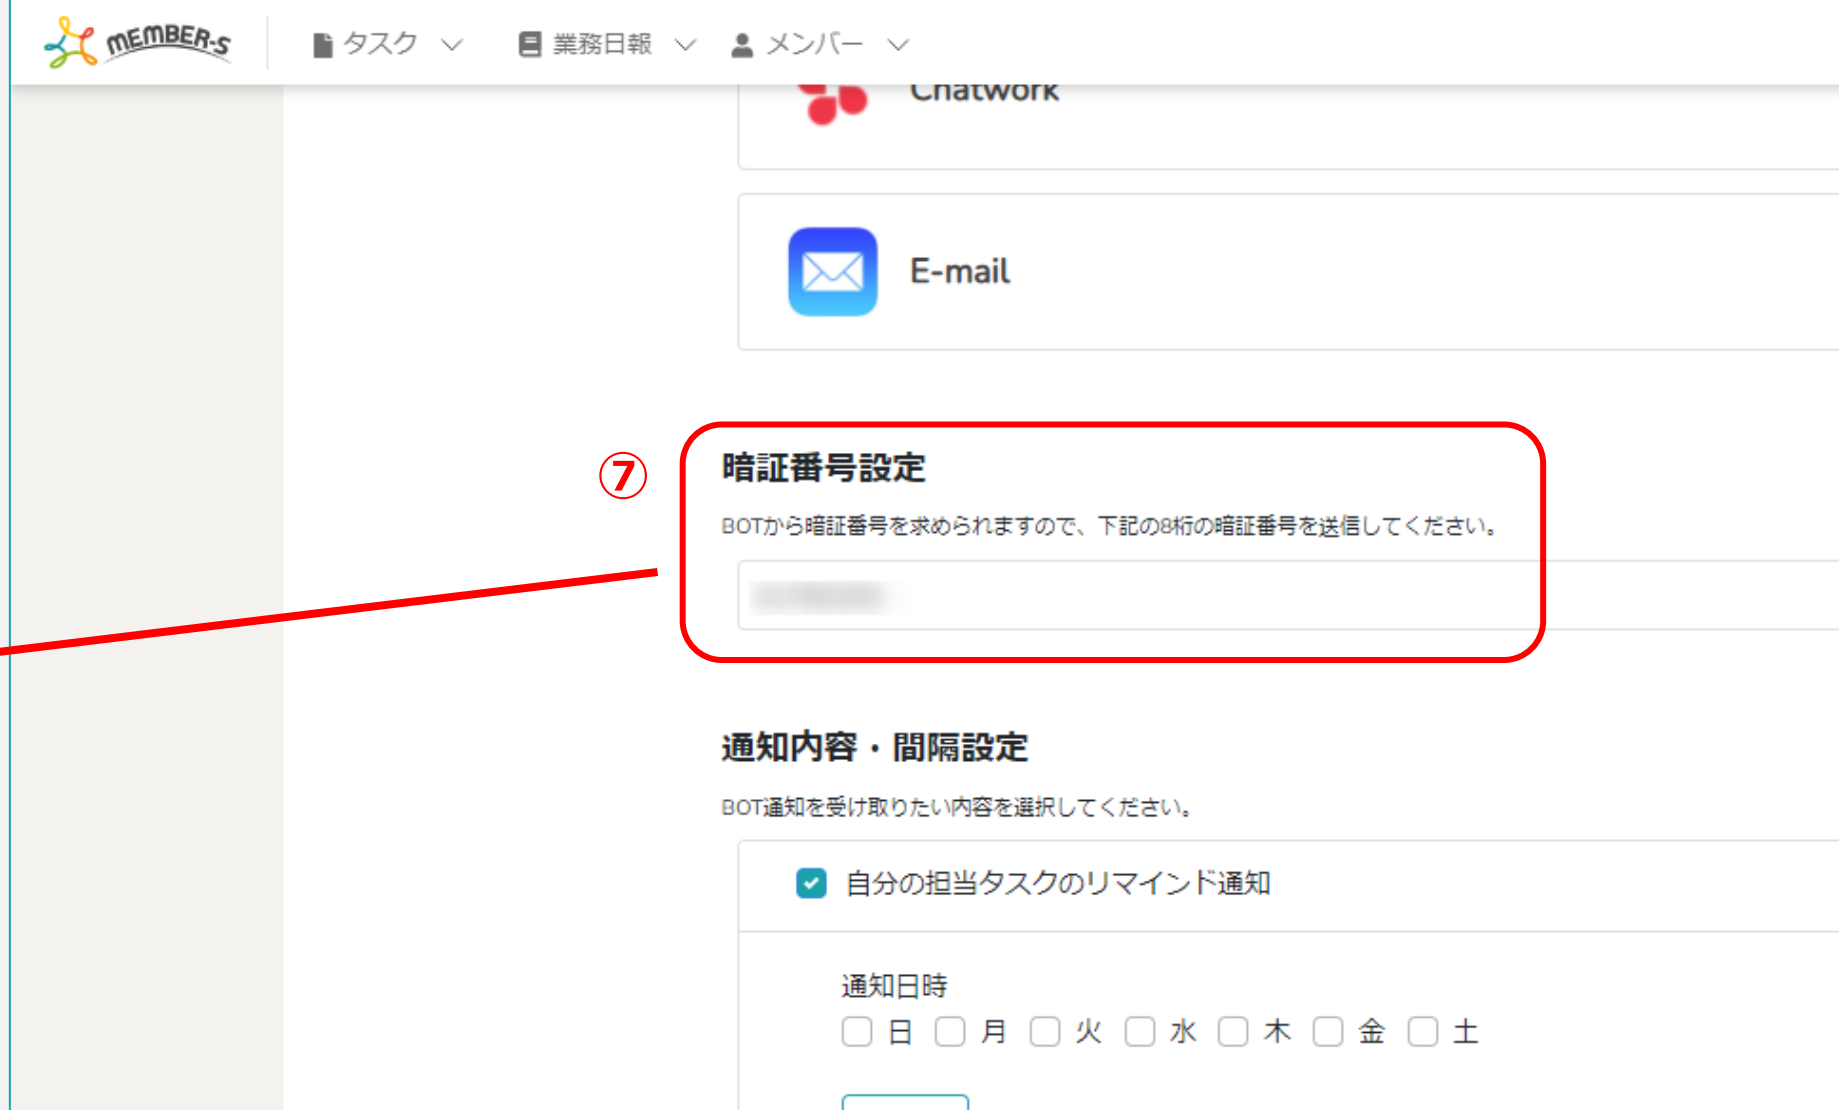 MEMBER-S タスク 業務日報 メンバー
Chatwork
E-mail
⑦
暗証番号設定
BOTから暗証番号を求められますので、下記の8桁の暗証番号を送信してください。
通知内容・間隔設定
BOT通知を受け取りたい内容を選択してください。
自分の担当タスクのリマインド通知
通知日時
日 月 火 水 木 金 土